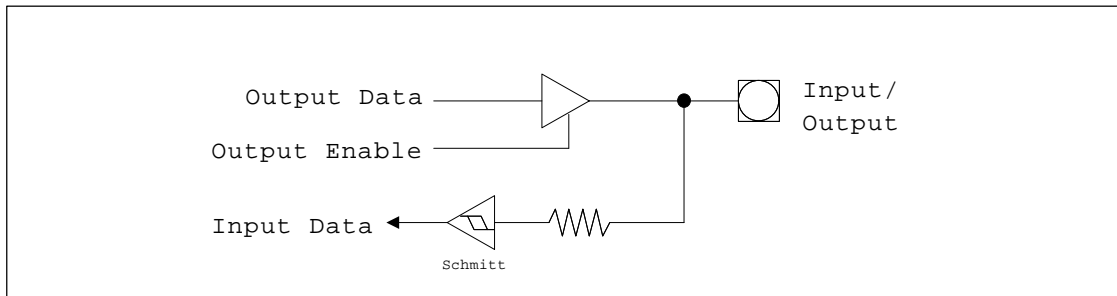 Output Data
Output Enable
Input/
Output
Input Data
Schmitt